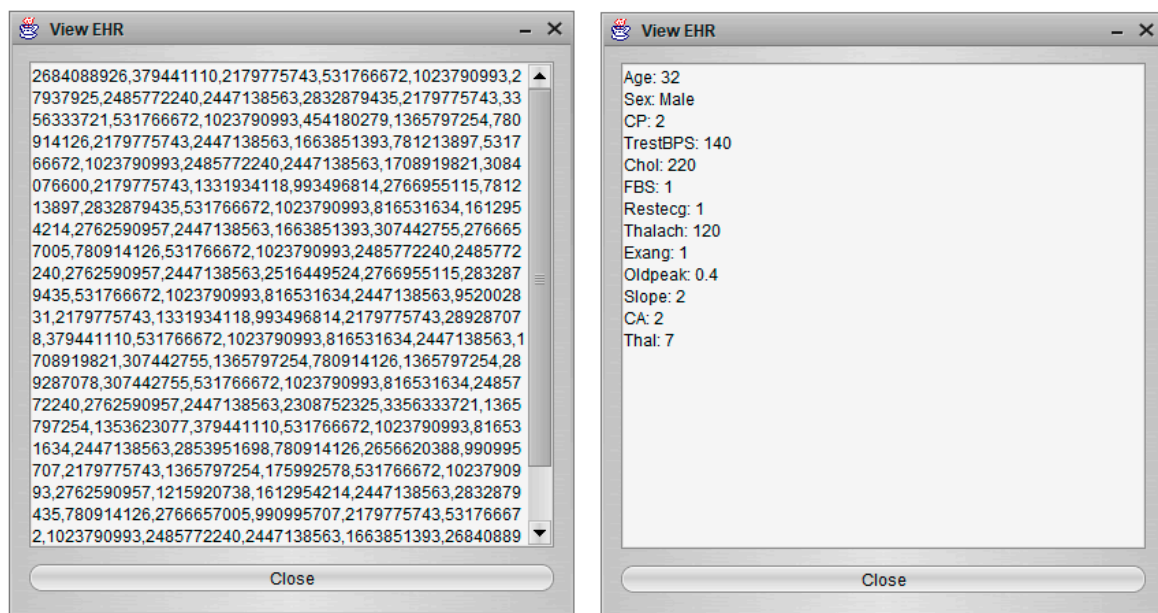 View EHR
2684088926,379441110,2179775743,531766672,1023790993,2
7937925,2485772240,2447138563,2832879435,2179775743,33
56333721,531766672,1023790993,454180279,1365797254,780
914126,2179775743,2447138563,1663851393,781213897,5317
66672,1023790993,2485772240,2447138563,1708919821,3084
076600,2179775743,1331934118,993496814,2766955115,7812
13897,2832879435,531766672,1023790993,816531634,161295
4214,2762590957,2447138563,1663851393,307442755,276665
7005,780914126,531766672,1023790993,2485772240,2485772
240,2762590957,2447138563,2516449524,2766955115,283287
9435,531766672,1023790993,816531634,2447138563,9520028
31,2179775743,1331934118,993496814,2179775743,28928707
8,379441110,531766672,1023790993,816531634,2447138563,1
708919821,307442755,1365797254,780914126,1365797254,28
9287078,307442755,531766672,1023790993,816531634,24857
72240,2762590957,2447138563,2308752325,3356333721,1365
797254,1353623077,379441110,531766672,1023790993,81653
1634,2447138563,2853951698,780914126,2656620388,990995
707,2179775743,1365797254,175992578,531766672,10237909
93,2762590957,1215920738,1612954214,2447138563,2832879
435,780914126,2766657005,990995707,2179775743,53176667
2,1023790993,2485772240,2447138563,1663851393,26840889
Close
View EHR
Age: 32
Sex: Male
CP: 2
TrestBPS: 140
Chol: 220
FBS: 1
Restecg: 1
Thalach: 120
Exang: 1
Oldpeak: 0.4
Slope: 2
CA: 2
Thal: 7
Close